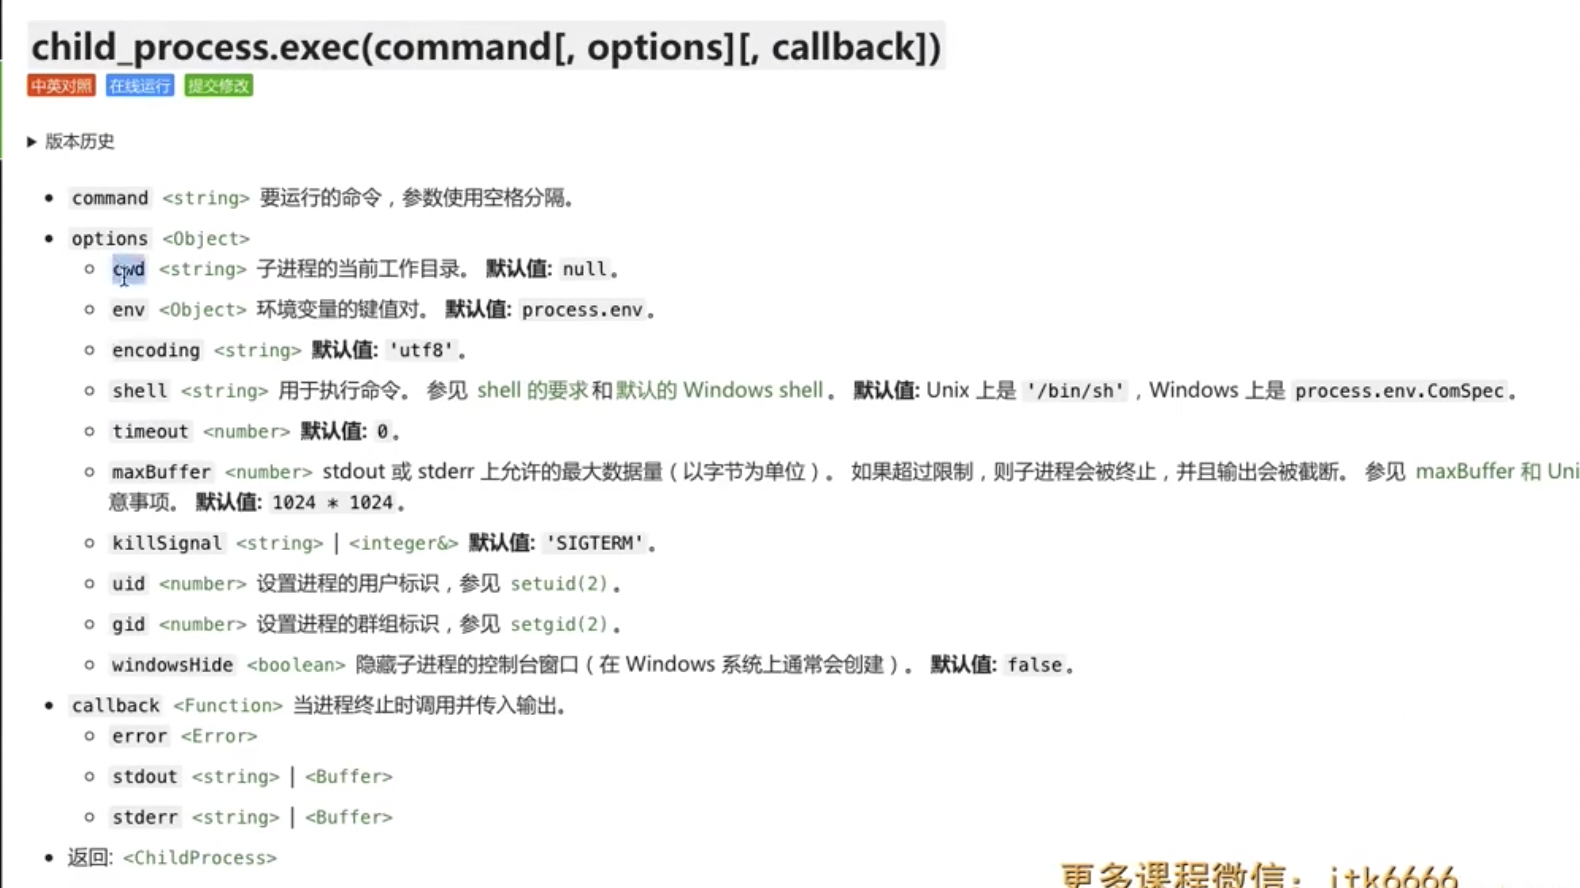 child_process.exec(command[, options][, callback])
中英对照 在线运行 提交修改
版本历史
command <string> 要运行的命令，参数使用空格分隔。
options <Object>
cwd <string> 子进程的当前工作目录。 默认值: null。
env <Object> 环境变量的键值对。 默认值: process.env。
encoding <string> 默认值: 'utf8'。
shell <string> 用于执行命令。 参见 shell 的要求和默认的 Windows shell。 默认值: Unix 上是 '/bin/sh'，Windows 上是 process.env.ComSpec。
timeout <number> 默认值: 0。
maxBuffer <number> stdout 或 stderr 上允许的最大数据量（以字节为单位）。 如果超过限制，则子进程会被终止，并且输出会被截断。 参见 maxBuffer 和 Uni
意事项。 默认值: 1024 * 1024。
killSignal <string> | <integer&> 默认值: 'SIGTERM'。
uid <number> 设置进程的用户标识，参见 setuid(2)。
gid <number> 设置进程的群组标识，参见 setgid(2)。
windowsHide <boolean> 隐藏子进程的控制台窗口（在 Windows 系统上通常会创建）。 默认值: false。
callback <Function> 当进程终止时调用并传入输出。
error <Error>
stdout <string> | <Buffer>
stderr <string> | <Buffer>
返回: <ChildProcess>
更多课程微信：itk6666